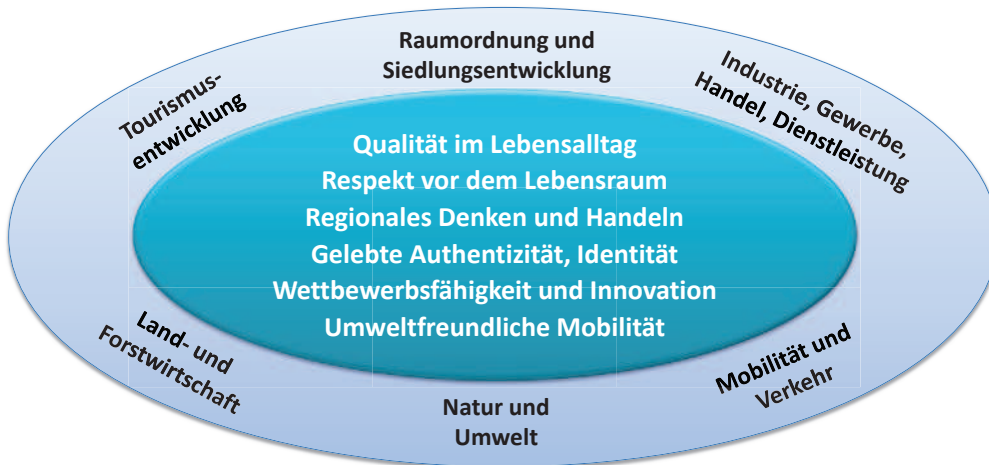 Raumordnung und
Siedlungsentwicklung
Tourismus-
entwicklung
Industrie, Gewerbe,
Handel, Dienstleistung
Qualität im Lebensalltag
Respekt vor dem Lebensraum
Regionales Denken und Handeln
Gelebte Authentizität, Identität
Wettbewerbsfähigkeit und Innovation
Umweltfreundliche Mobilität
Land- und
Forstwirtschaft
Mobilität und
Verkehr
Natur und
Umwelt